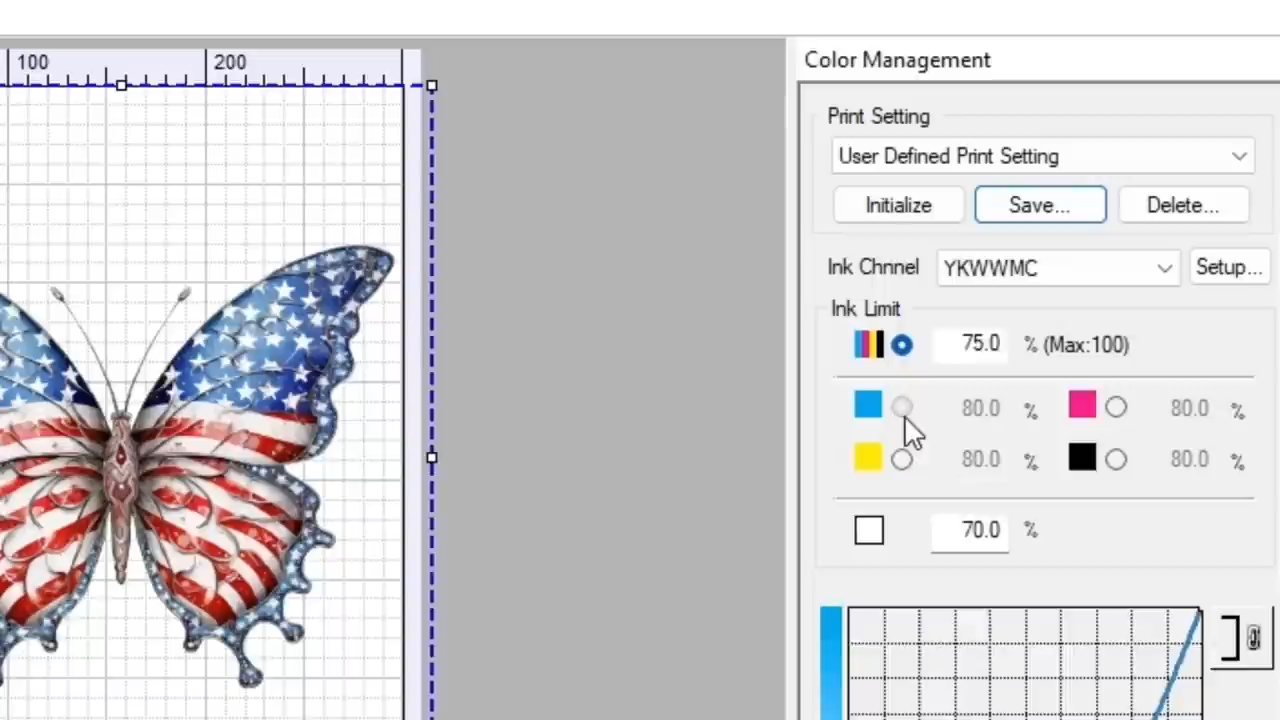 100
200
Color Management
Print Setting
User Defined Print Setting
Initialize
Save...
Delete...
Ink Chnnel
YKWWMC
Setup...
Ink Limit
75.0 % (Max:100)
80.0 %
80.0 %
80.0 %
80.0 %
70.0 %